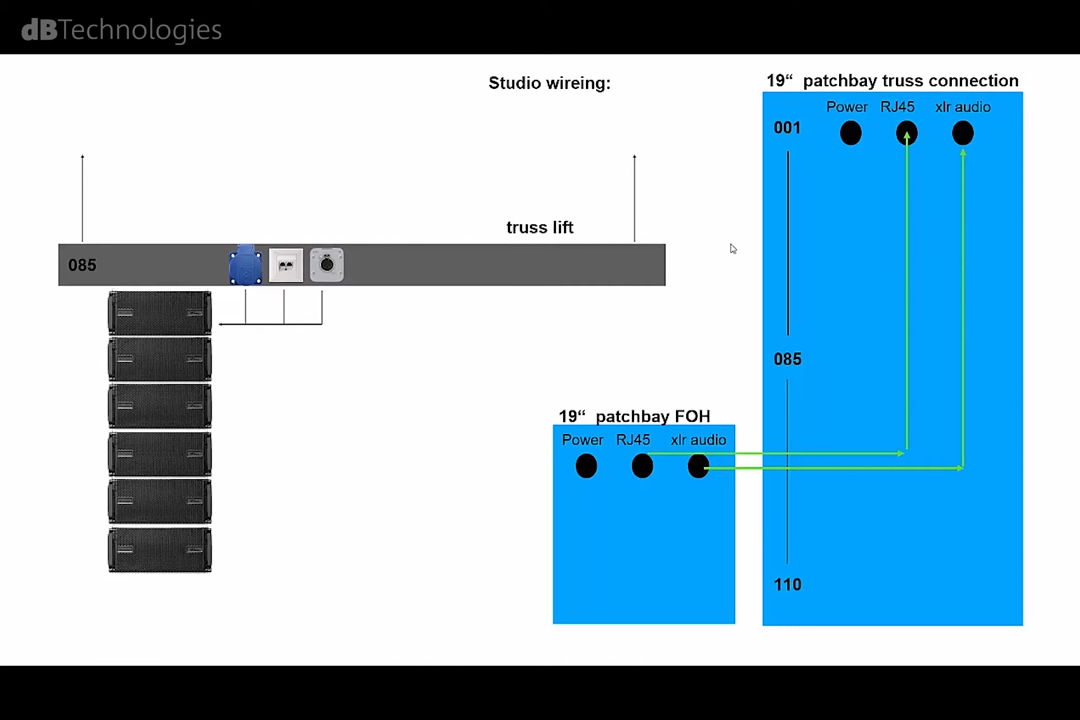 dBTechnologies
Studio wireing:
19“ patchbay truss connection
Power RJ45 xlr audio
001
truss lift
085
085
19“ patchbay FOH
Power RJ45 xlr audio
110